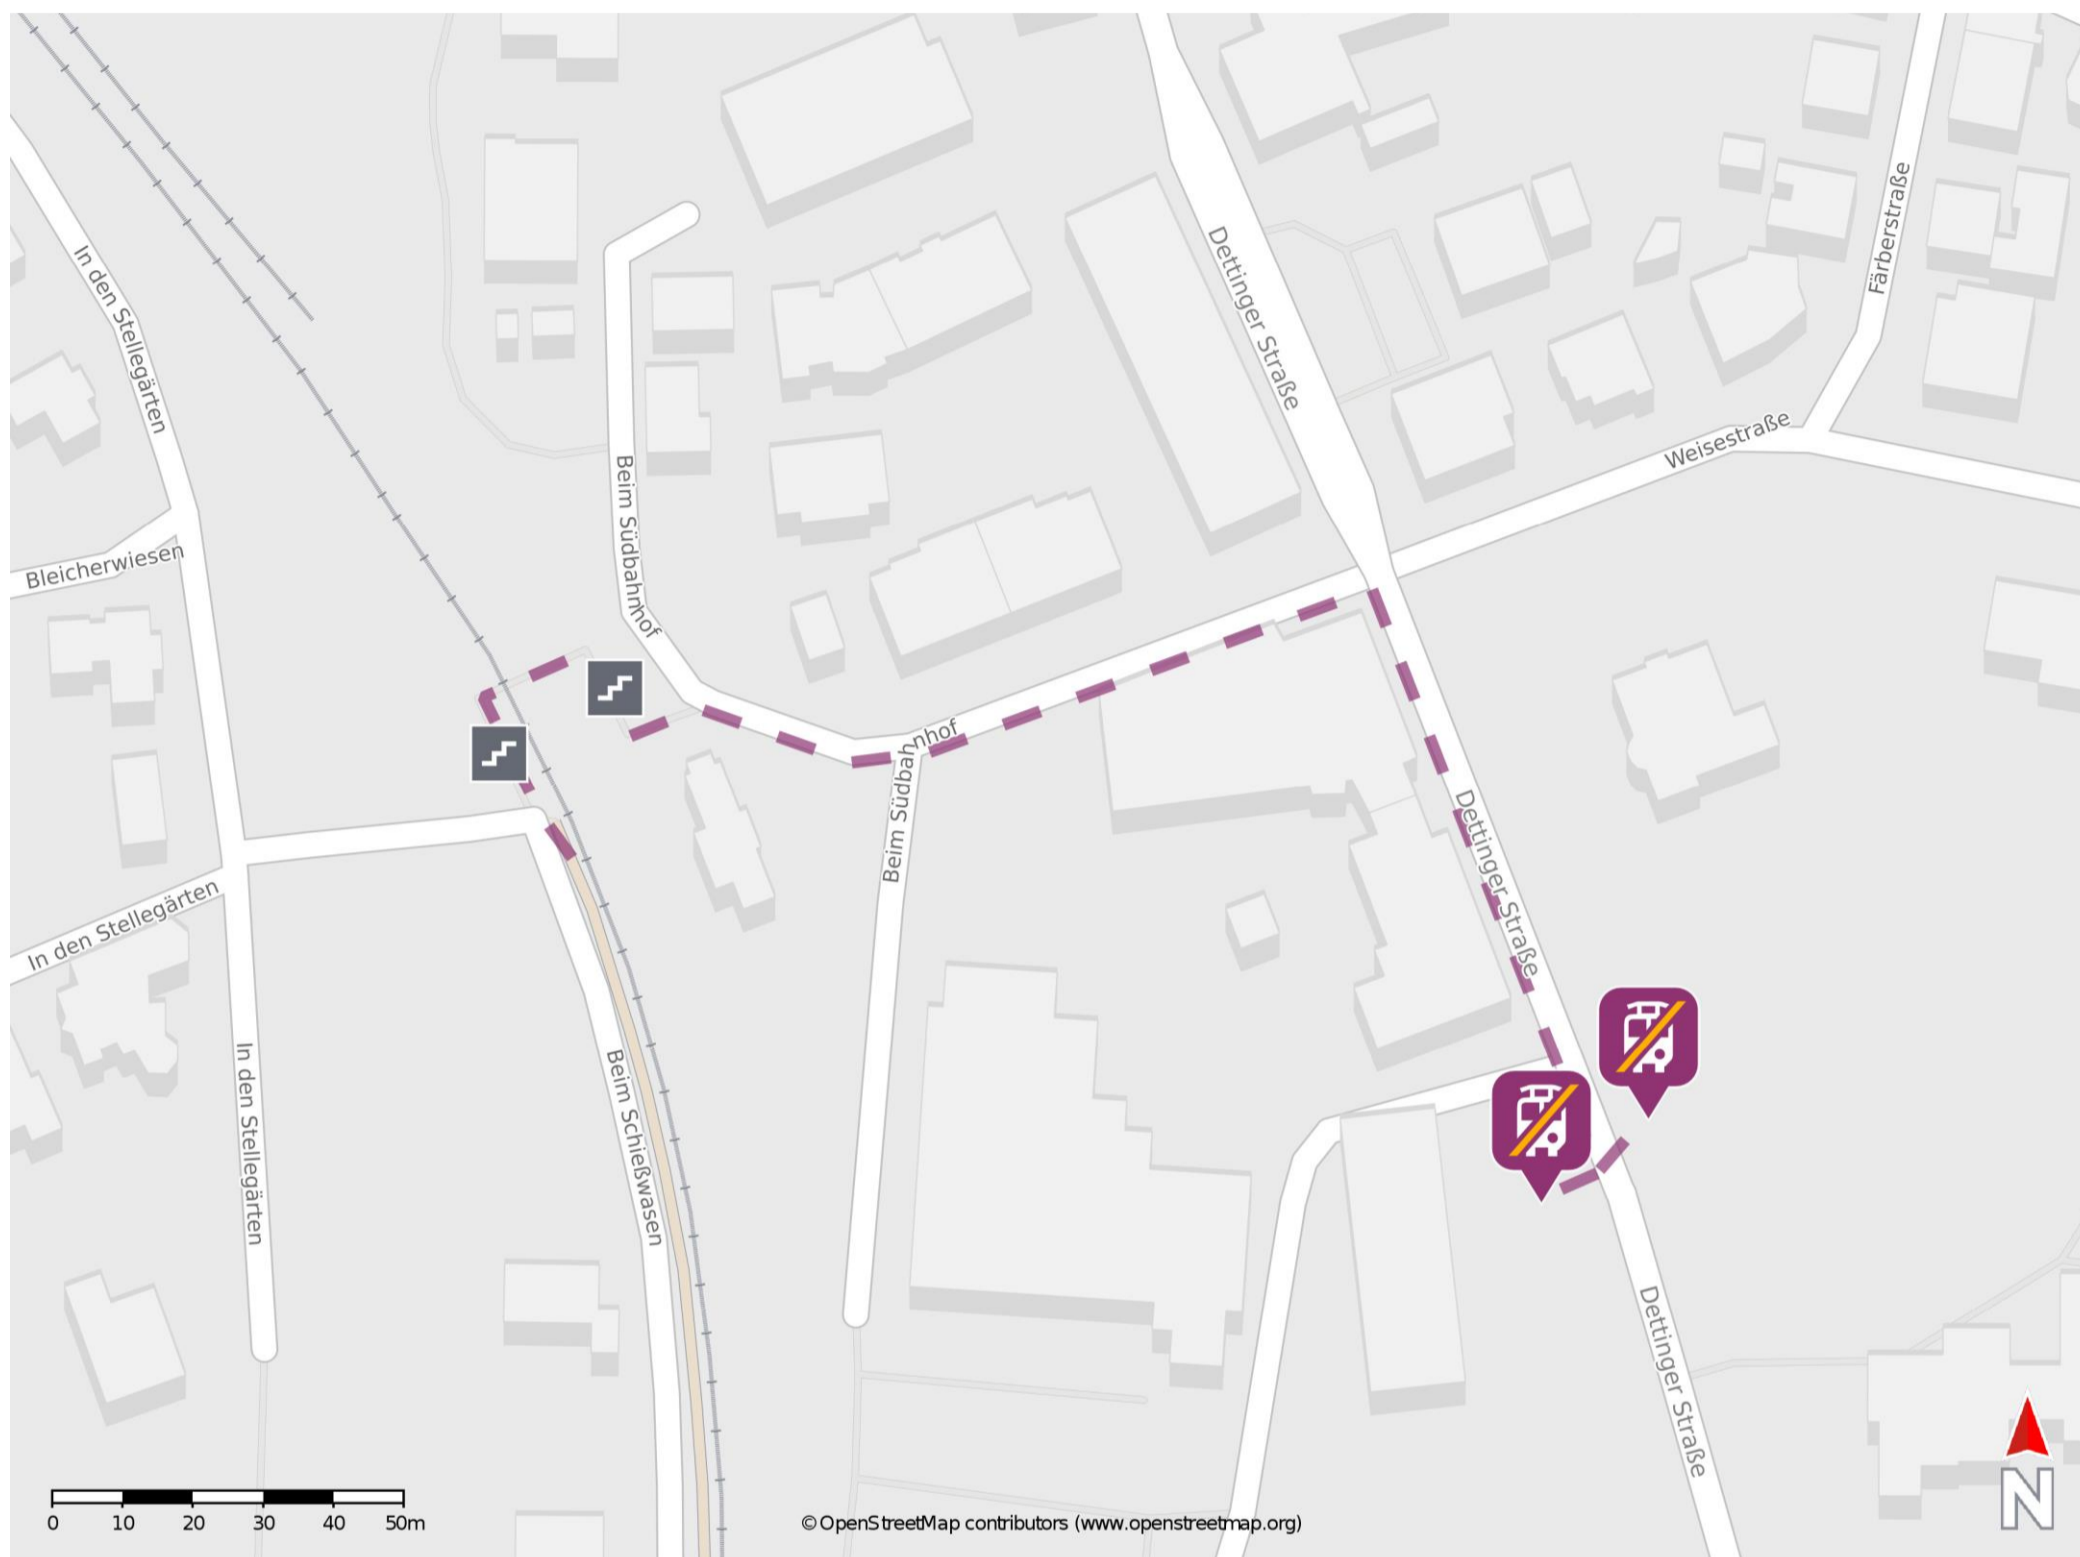 Färberstraße
Dettinger Straße
In den Stellegärten
Weisestraße
Beim Südbahnhof
Bleicherwiesen
Beim Südbahnhof
Beim Südbahnhof
Dettinger Straße
In den Stellegärten
In den Stellegärten
Beim Schießwasen
Dettinger Straße
0 10 20 30 40 50m
© OpenStreetMap contributors (www.openstreetmap.org)
N